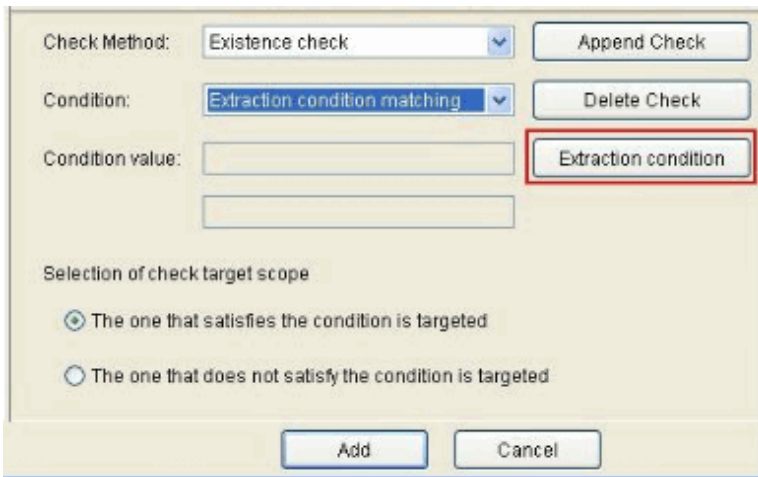 Check Method: Existence check Append Check
Condition: Extraction condition matching Delete Check
Condition value: Extraction condition
Selection of check target scope
The one that satisfies the condition is targeted
The one that does not satisfy the condition is targeted
Add Cancel